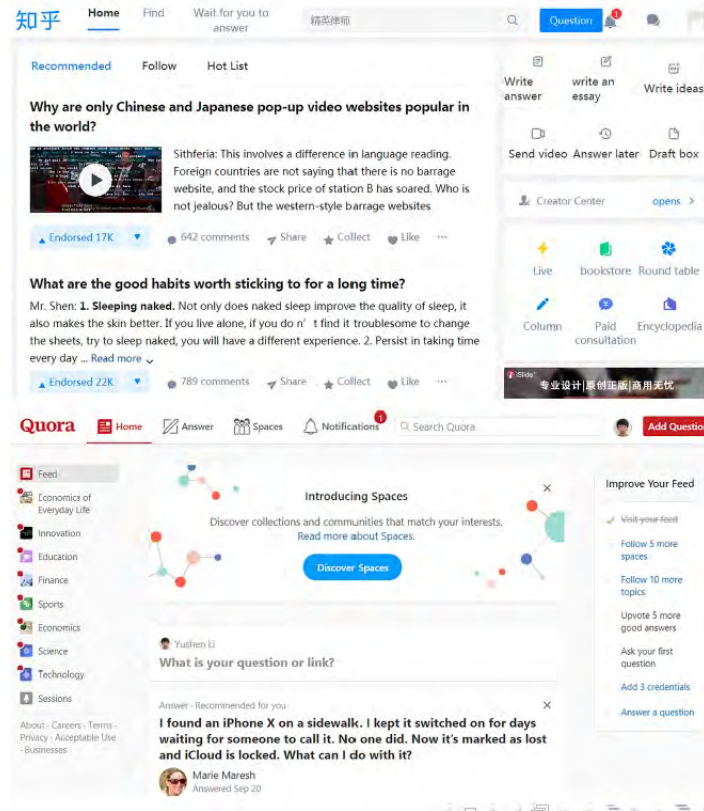 知乎
Home
Find
Wait for you to
answer
精英律师
Question
1
Recommended
Follow
Hot List
Why are only Chinese and Japanese pop-up video websites popular in
the world?
Sithferia: This involves a difference in language reading.
Foreign countries are not saying that there is no barrage
website, and the stock price of station B has soared. Who is
not jealous? But the western-style barrage websites
Endorsed 17K
642 comments
Share
Collect
Like
...
What are the good habits worth sticking to for a long time?
Mr. Shen: 1. Sleeping naked. Not only does naked sleep improve the quality of sleep, it
also makes the skin better. If you live alone, if you do n' t find it troublesome to change
the sheets, try to sleep naked, you will have a different experience. 2. Persist in taking time
every day ... Read more
Endorsed 22K
789 comments
Share
Collect
Like
...
Write
answer
write an
essay
Write ideas
Send video
Answer later
Draft box
Creator Center
opens >
Live
bookstore
Round table
Column
Paid
consultation
Encyclopedia
iSlide
专业设计|原创正版|商用无忧
Quora
Home
Answer
Spaces
Notifications
1
Search Quora
Add Questio
Feed
Economics of
Everyday Life
Innovation
Education
Finance
Sports
Economics
Science
Technology
Sessions
About · Careers · Terms ·
Privacy · Acceptable Use
· Businesses
Introducing Spaces
Discover collections and communities that match your interests.
Read more about Spaces.
Discover Spaces
Yushen Li
What is your question or link?
Answer · Recommended for you
I found an iPhone X on a sidewalk. I kept it switched on for days
waiting for someone to call it. No one did. Now it's marked as lost
and iCloud is locked. What can I do with it?
Marie Maresh
Answered Sep 20
Improve Your Feed
Visit your feed
Follow 5 more
spaces
Follow 10 more
topics
Upvote 5 more
good answers
Ask your first
question
Add 3 credentials
Answer a question